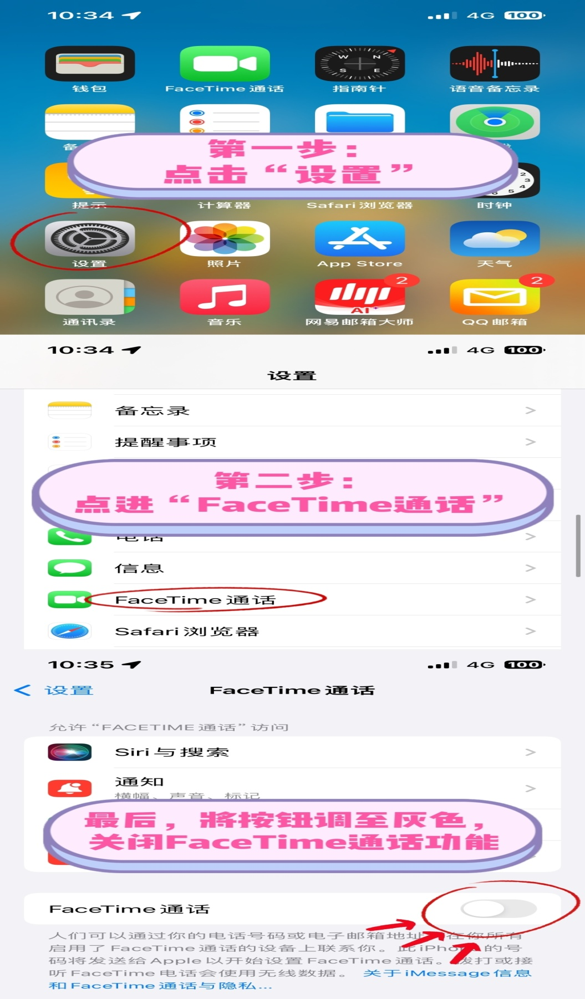 10:34
4G 100
钱包
FaceTime 通话
指南针
语音备忘录
W N
S E
第一步：
点击“设置”
2
3
4
5
6
提示
计算器
Safari 浏览器
时钟
设置
照片
App Store
天气
2
2
AI+
通讯录
音乐
网易邮箱大师
QQ 邮箱
10:34
4G 100
设置
备忘录
提醒事项
第二步：
点进“FaceTime通话”
电话
信息
FaceTime 通话
Safari 浏览器
10:35
4G 100
设置
FaceTime 通话
允许“FACETIME 通话”访问
Siri 与搜索
通知
横幅、声音、标记
最后，將按钮调至灰色，
关闭FaceTime通话功能
FaceTime 通话
人们可以通过你的电话号码或电子邮箱地址在你所有
启用了 FaceTime 通话的设备上联系你。此 iPhone 的号
码将发送给 Apple 以开始设置 FaceTime 通话。拨打或接
听 FaceTime 电话会使用无线数据。 关于 iMessage 信息
和 FaceTime 通话与隐私...